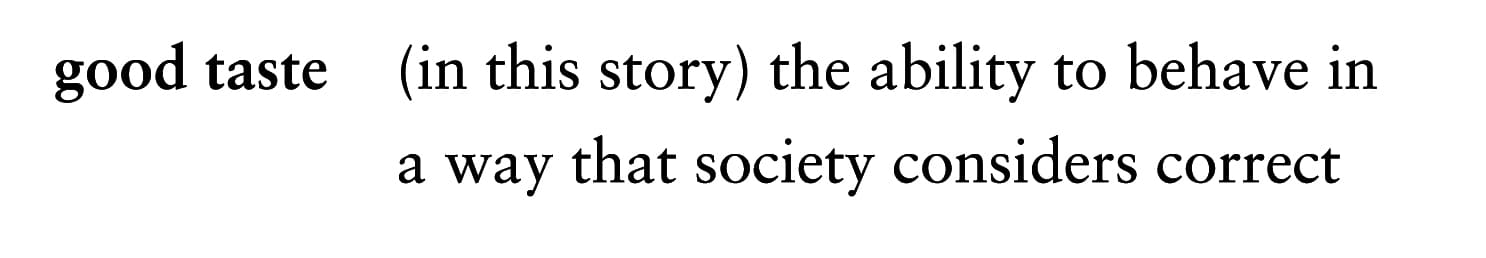 good taste (in this story) the ability to behave in
a way that society considers correct